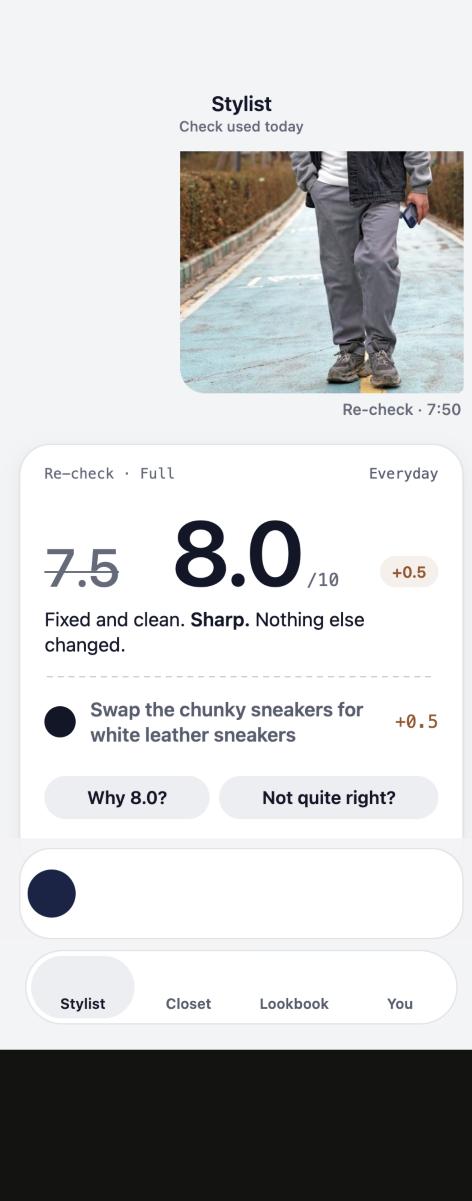 Stylist
Check used today
Re-check · 7:50
Re-check · Full
Everyday
7.5
8.0
/10
+0.5
Fixed and clean. Sharp. Nothing else
changed.
Swap the chunky sneakers for
white leather sneakers
+0.5
Why 8.0?
Not quite right?
Stylist
Closet
Lookbook
You